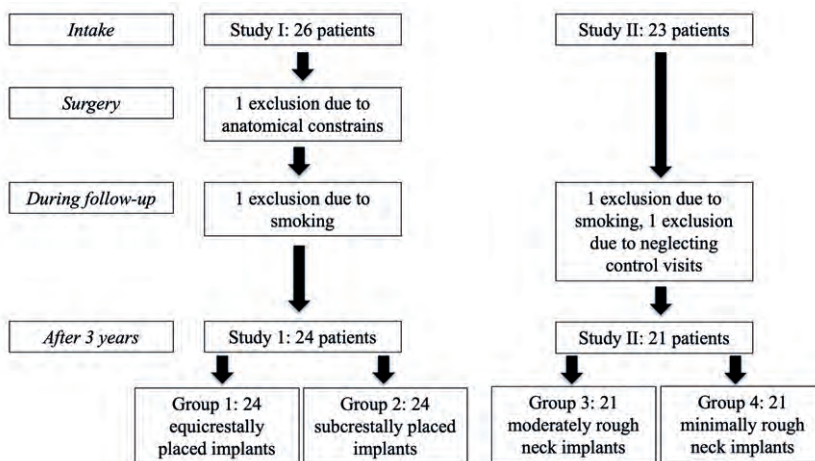 Intake
Study I: 26 patients
Study II: 23 patients
Surgery
1 exclusion due to
anatomical constrains
During follow-up
1 exclusion due to
smoking
1 exclusion due to
smoking, 1 exclusion
due to neglecting
control visits
After 3 years
Study 1: 24 patients
Study II: 21 patients
Group 1: 24
equicrestally
placed implants
Group 2: 24
subcrestally placed
implants
Group 3: 21
moderately rough
neck implants
Group 4: 21
minimally rough
neck implants